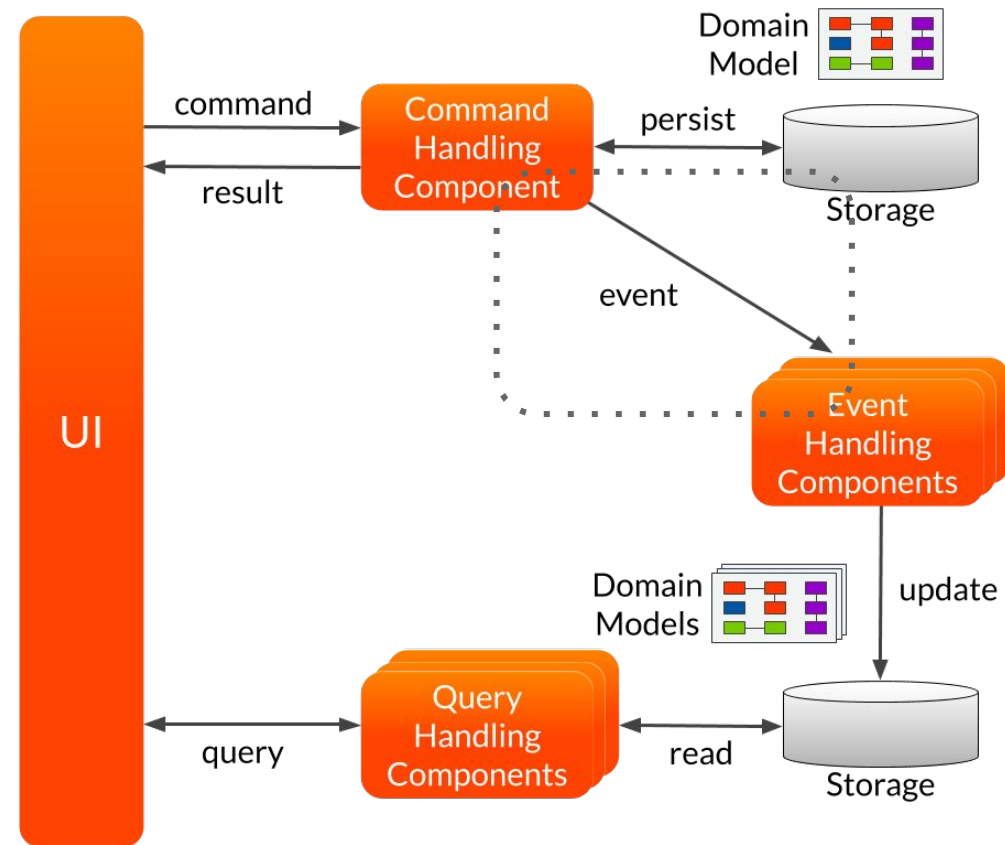 Domain
Model
command
Command
Handling
Component
persist
result
Storage
event
UI
Event
Handling
Components
Domain
Models
update
Query
Handling
Components
query
read
Storage